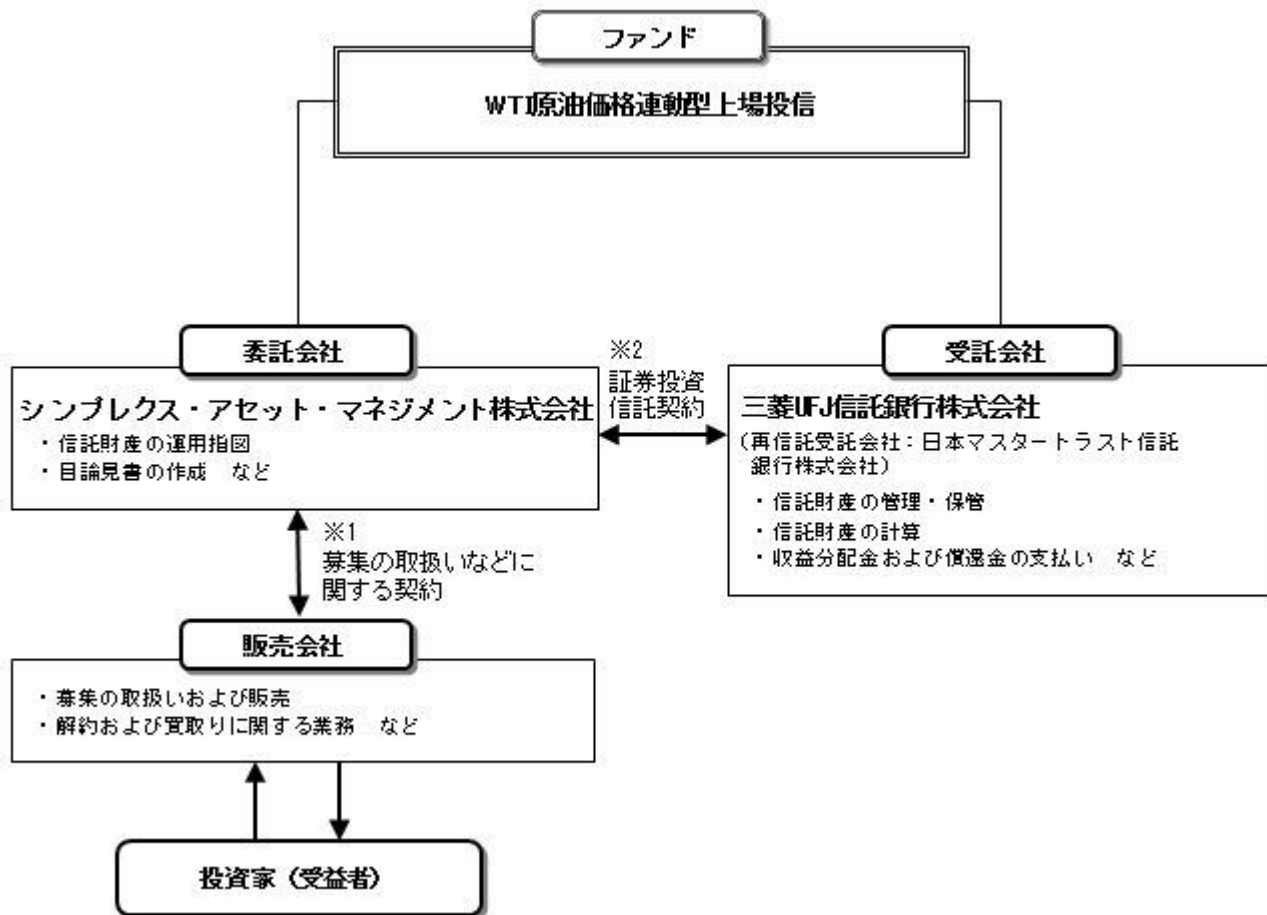 ファンド
WTI原油価格連動型上場投信
委託会社
シンプレクス・アセット・マネジメント株式会社
・信託財産の運用指図
・目論見書の作成 など
※2
証券投資
信託契約
受託会社
三菱UFJ信託銀行株式会社
(再信託受託会社:日本マスタートラスト信託
銀行株式会社)
・信託財産の管理・保管
・信託財産の計算
・収益分配金および償還金の支払い など
※1
募集の取扱いなどに
関する契約
販売会社
・募集の取扱いおよび販売
・解約および買取りに関する業務 など
投資家(受益者)